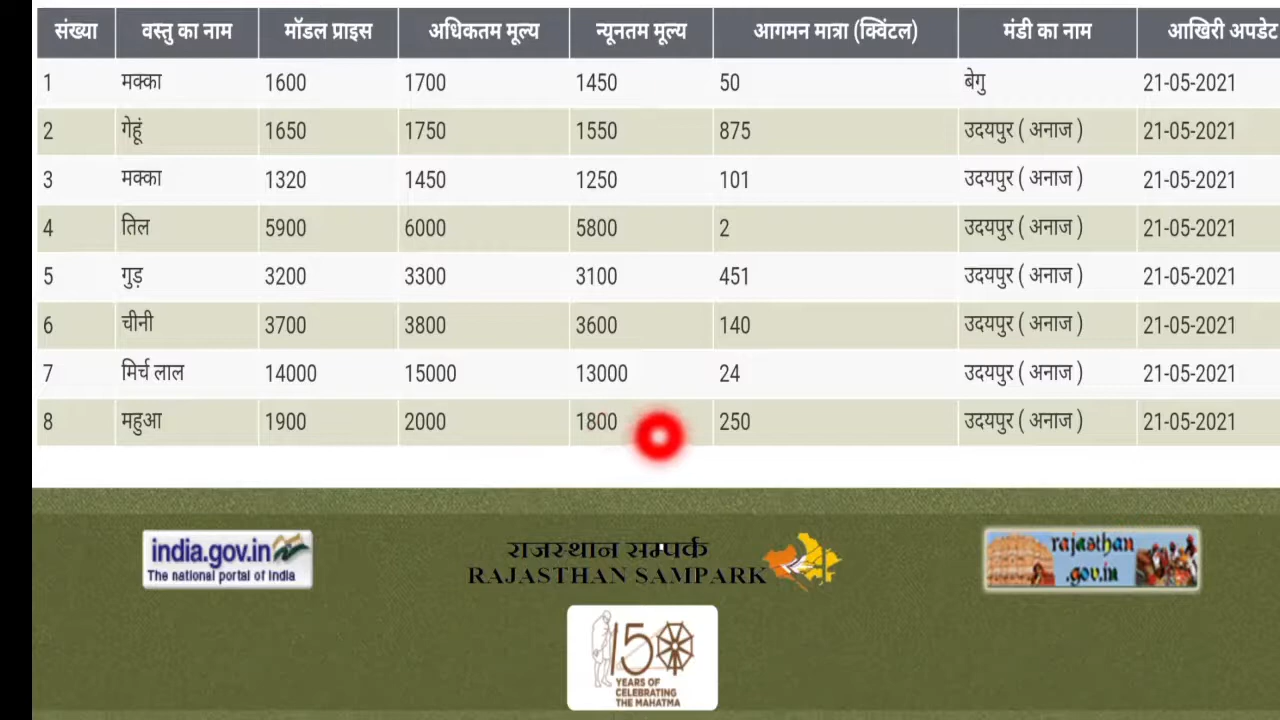 संख्या वस्तु का नाम मॉडल प्राइस अधिकतम मूल्य न्यूनतम मूल्य आगमन मात्रा (क्विंटल) मंडी का नाम आखिरी अपडेट
1 मक्का 1600 1700 1450 50 बेगु 21-05-2021
2 गेहूं 1650 1750 1550 875 उदयपुर ( अनाज ) 21-05-2021
3 मक्का 1320 1450 1250 101 उदयपुर ( अनाज ) 21-05-2021
4 तिल 5900 6000 5800 2 उदयपुर ( अनाज ) 21-05-2021
5 गुड़ 3200 3300 3100 451 उदयपुर ( अनाज ) 21-05-2021
6 चीनी 3700 3800 3600 140 उदयपुर ( अनाज ) 21-05-2021
7 मिर्च लाल 14000 15000 13000 24 उदयपुर ( अनाज ) 21-05-2021
8 महुआ 1900 2000 1800 250 उदयपुर ( अनाज ) 21-05-2021
india.gov.in
The national portal of India
राजस्थान सम्पर्क
RAJASTHAN SAMPARK
rajasthan
.gov.in
150
YEARS OF
CELEBRATING
THE MAHATMA